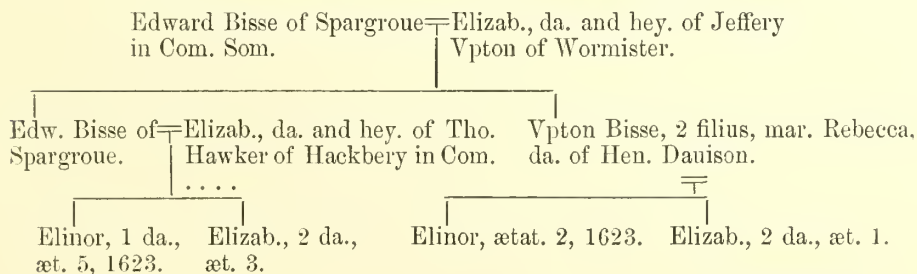 Edward Bisse of Spargroue
in Com. Som.
Elizab., da. and hey. of Jeffery
Vpton of Wormister.
Edw. Bisse of
Spargroue.
Elizab., da. and hey. of Tho.
Hawker of Hackbery in Com.
. . . .
Vpton Bisse, 2 filius, mar. Rebecca,
da. of Hen. Dauison.
Elinor, 1 da.,
æt. 5, 1623.
Elizab., 2 da.,
æt. 3.
Elinor, ætat. 2, 1623.
Elizab., 2 da., æt. 1.